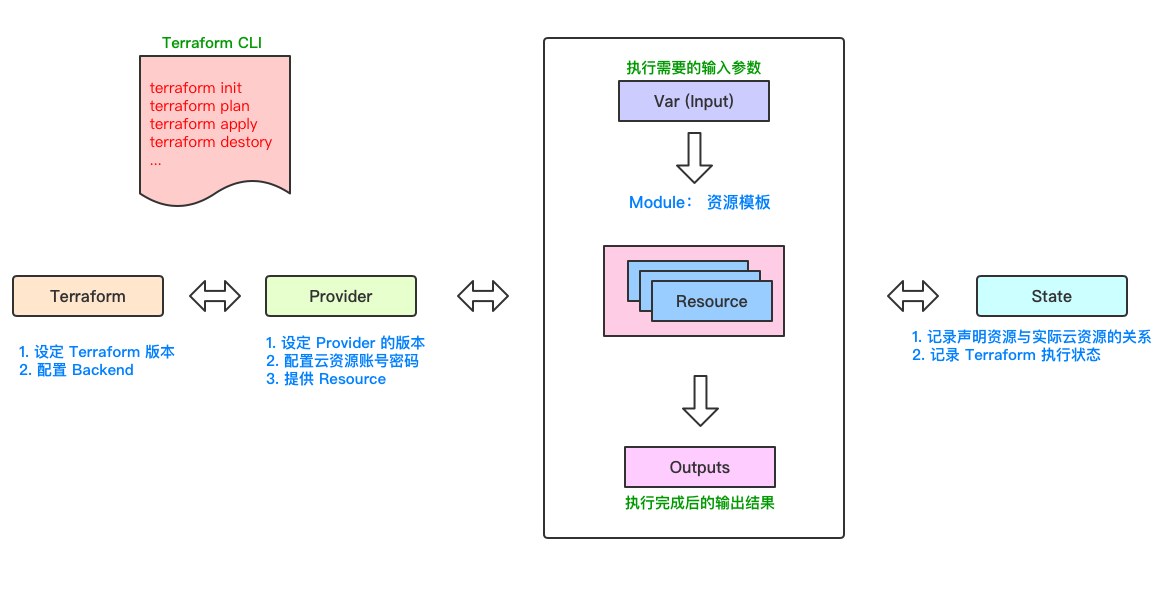 Terraform CLI
terraform init
terraform plan
terraform apply
terraform destory
...
Terraform
1. 设定 Terraform 版本
2. 配置 Backend
Provider
1. 设定 Provider 的版本
2. 配置云资源账号密码
3. 提供 Resource
执行需要的输入参数
Var (Input)
Module： 资源模板
Resource
Outputs
执行完成后的输出结果
State
1. 记录声明资源与实际云资源的关系
2. 记录 Terraform 执行状态